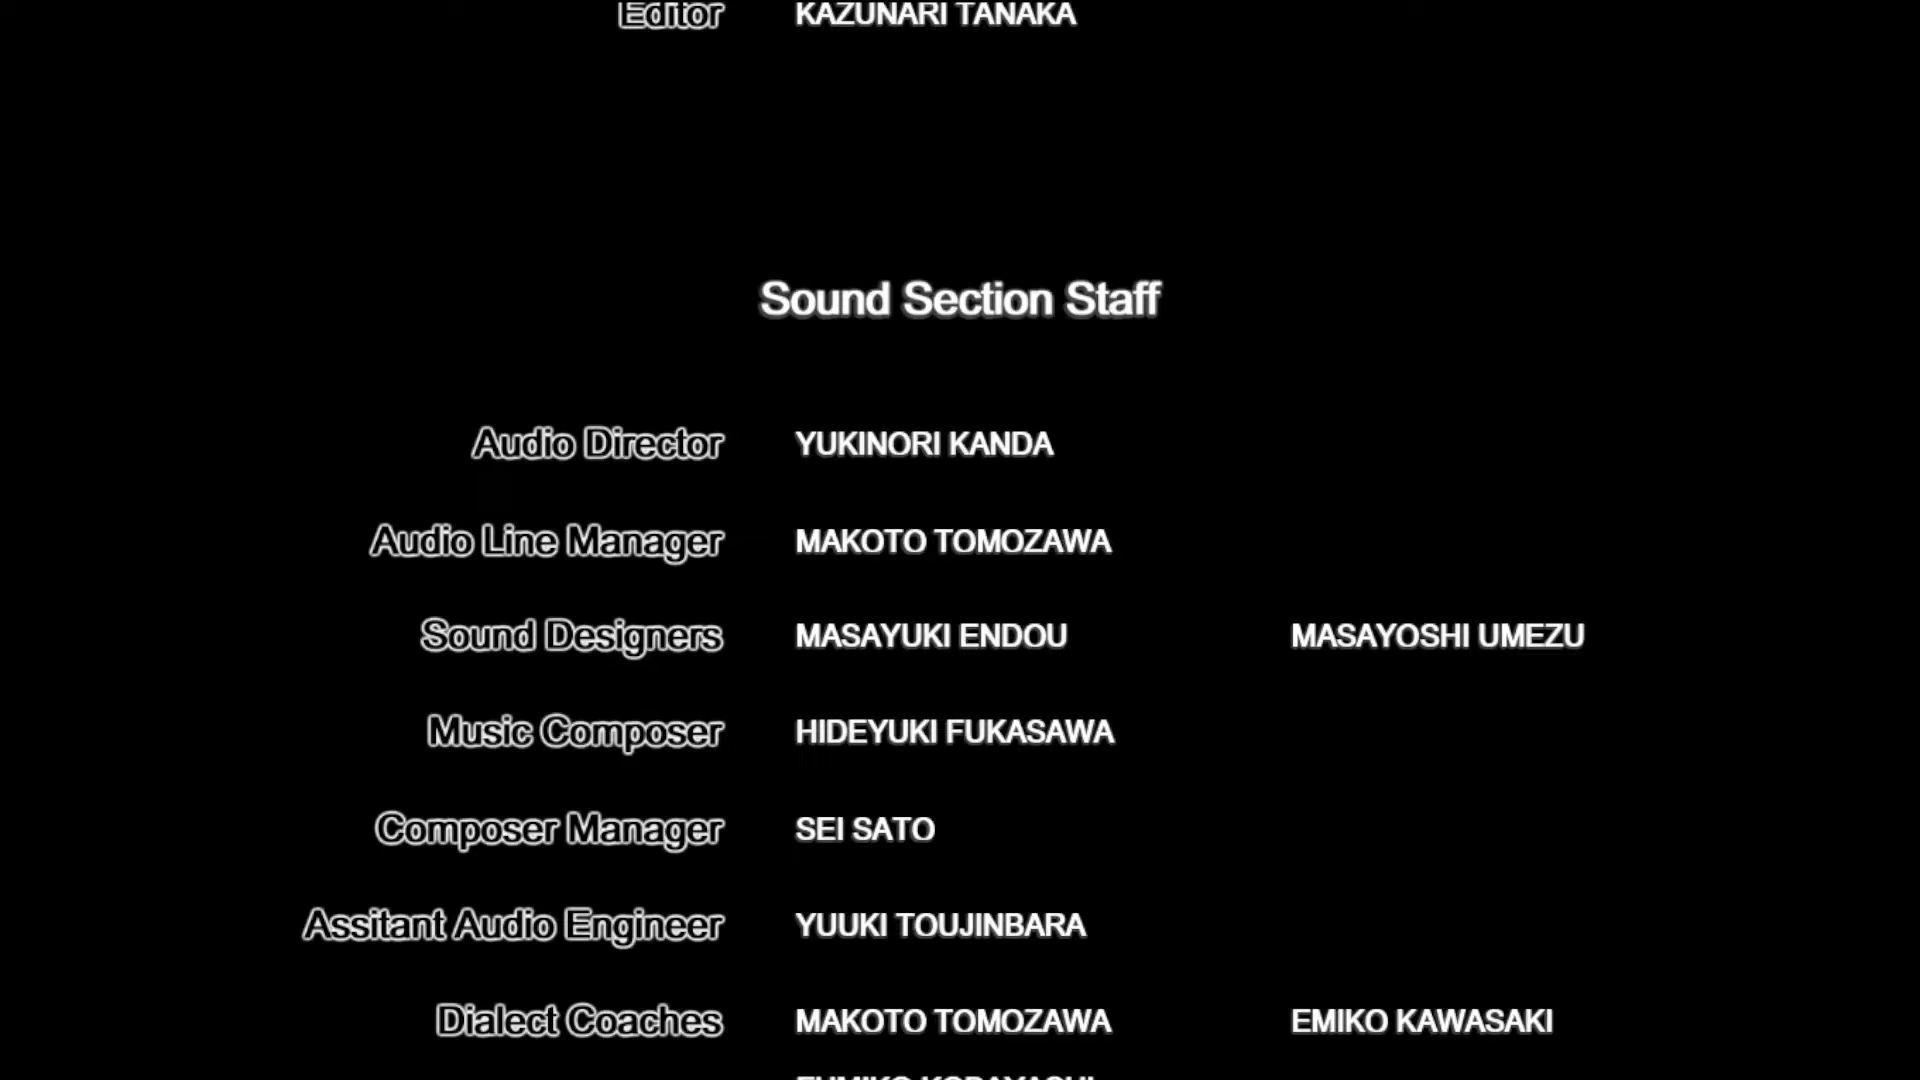 Editor KAZUNARI TANAKA
Sound Section Staff
Audio Director YUKINORI KANDA
Audio Line Manager MAKOTO TOMOZAWA
Sound Designers MASAYUKI ENDOU MASAYOSHI UMEZU
Music Composer HIDEYUKI FUKASAWA
Composer Manager SEI SATO
Assitant Audio Engineer YUUKI TOUJINBARA
Dialect Coaches MAKOTO TOMOZAWA EMIKO KAWASAKI